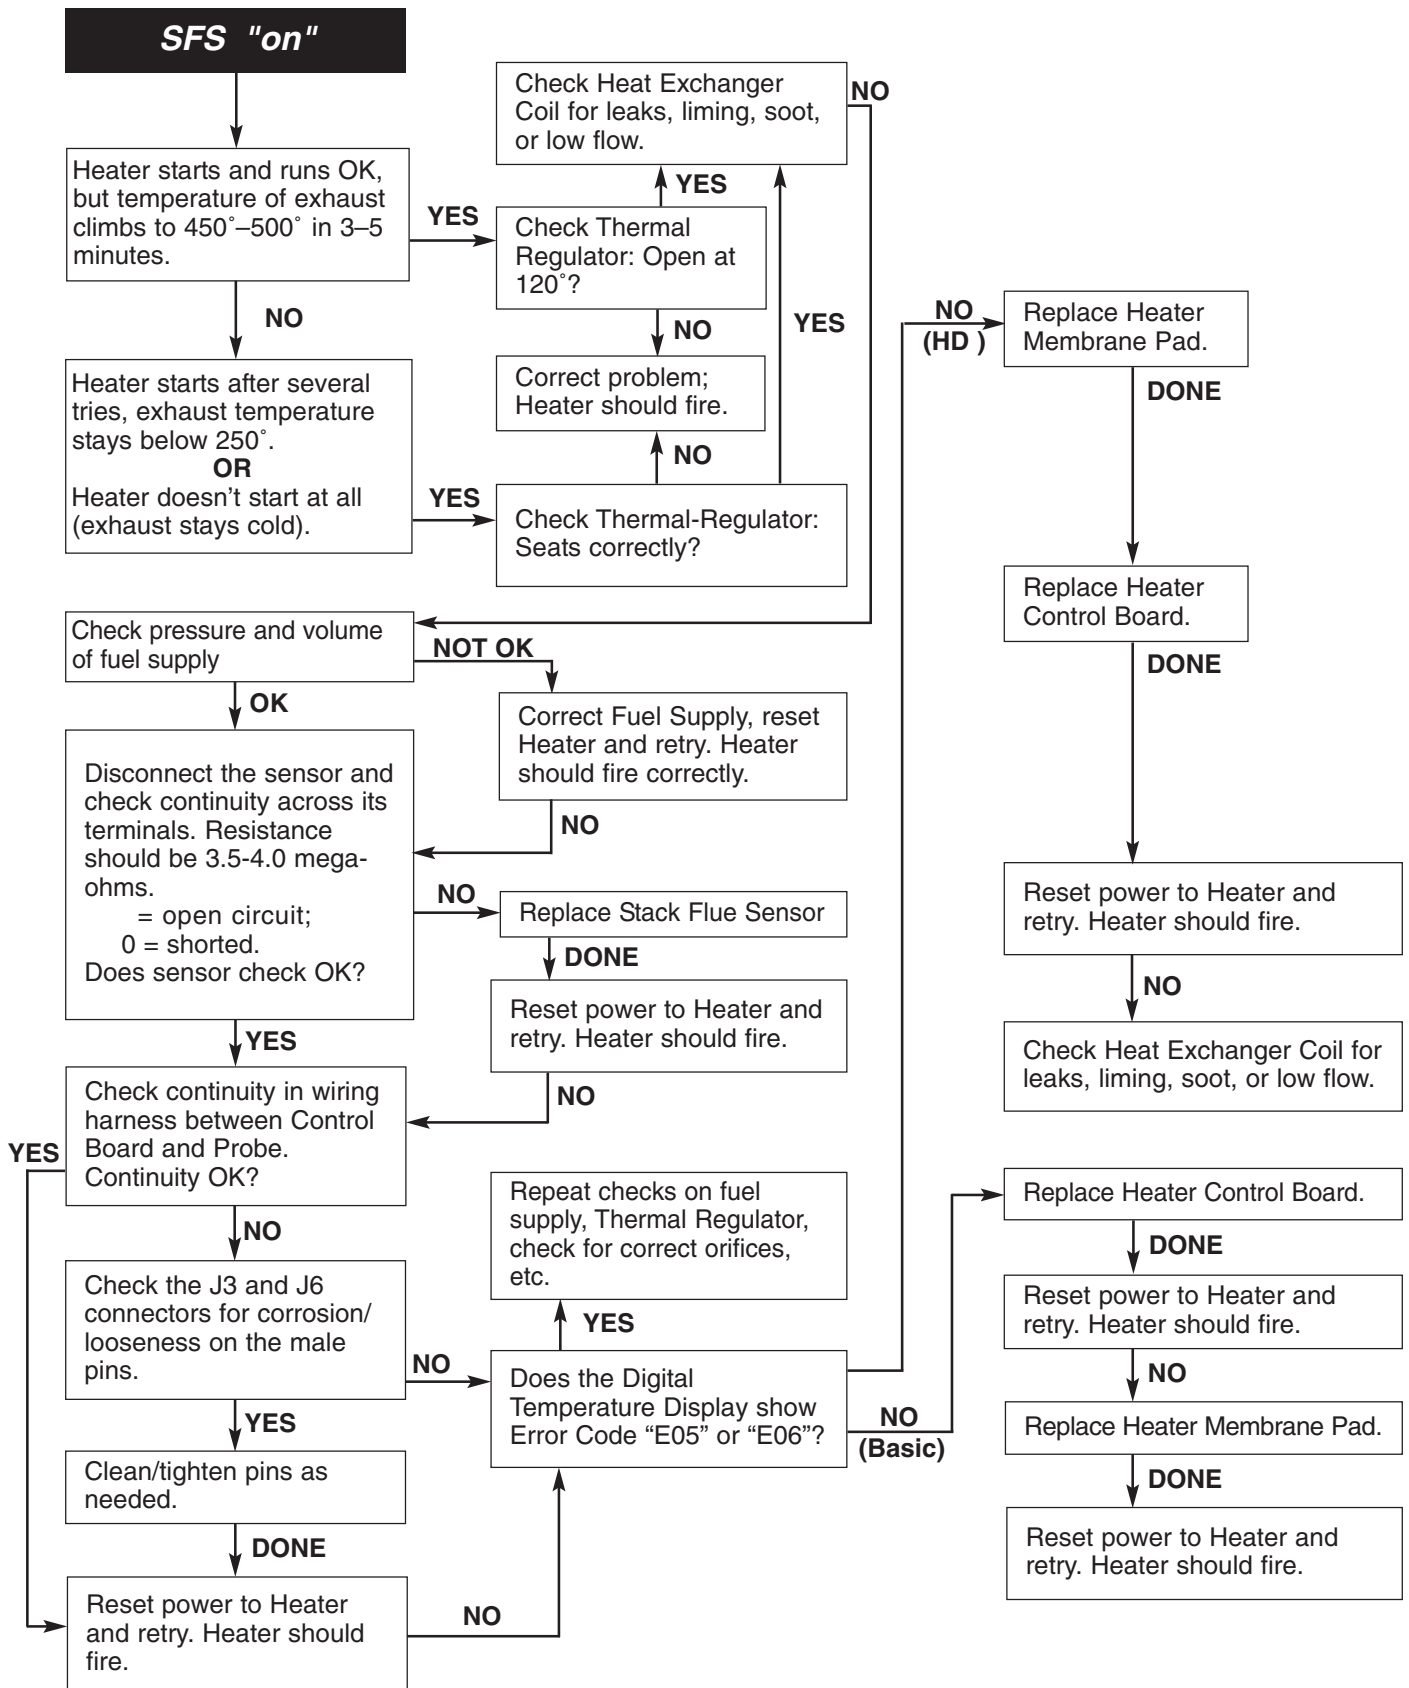 SFS "on"
Heater starts and runs OK,
but temperature of exhaust
climbs to 450˚–500˚ in 3–5
minutes.
YES
NO
Check Heat Exchanger
Coil for leaks, liming, soot,
or low flow.
NO
YES
Check Thermal
Regulator: Open at
120˚?
NO
YES
Correct problem;
Heater should fire.
NO
Heater starts after several
tries, exhaust temperature
stays below 250˚.
OR
Heater doesn't start at all
(exhaust stays cold).
YES
Check Thermal-Regulator:
Seats correctly?
Check pressure and volume
of fuel supply
NOT OK
OK
Correct Fuel Supply, reset
Heater and retry. Heater
should fire correctly.
NO
Disconnect the sensor and
check continuity across its
terminals. Resistance
should be 3.5-4.0 mega-
ohms.
= open circuit;
0 = shorted.
Does sensor check OK?
NO
Replace Stack Flue Sensor
DONE
Reset power to Heater and
retry. Heater should fire.
NO
YES
Check continuity in wiring
harness between Control
Board and Probe.
Continuity OK?
YES
NO
Check the J3 and J6
connectors for corrosion/
looseness on the male
pins.
NO
YES
Clean/tighten pins as
needed.
DONE
Reset power to Heater
and retry. Heater should
fire.
NO
Repeat checks on fuel
supply, Thermal Regulator,
check for correct orifices,
etc.
YES
Does the Digital
Temperature Display show
Error Code “E05” or “E06”?
NO
(HD )
Replace Heater
Membrane Pad.
DONE
Replace Heater
Control Board.
DONE
Reset power to Heater and
retry. Heater should fire.
NO
Check Heat Exchanger Coil for
leaks, liming, soot, or low flow.
NO
(Basic)
Replace Heater Control Board.
DONE
Reset power to Heater and
retry. Heater should fire.
NO
Replace Heater Membrane Pad.
DONE
Reset power to Heater and
retry. Heater should fire.